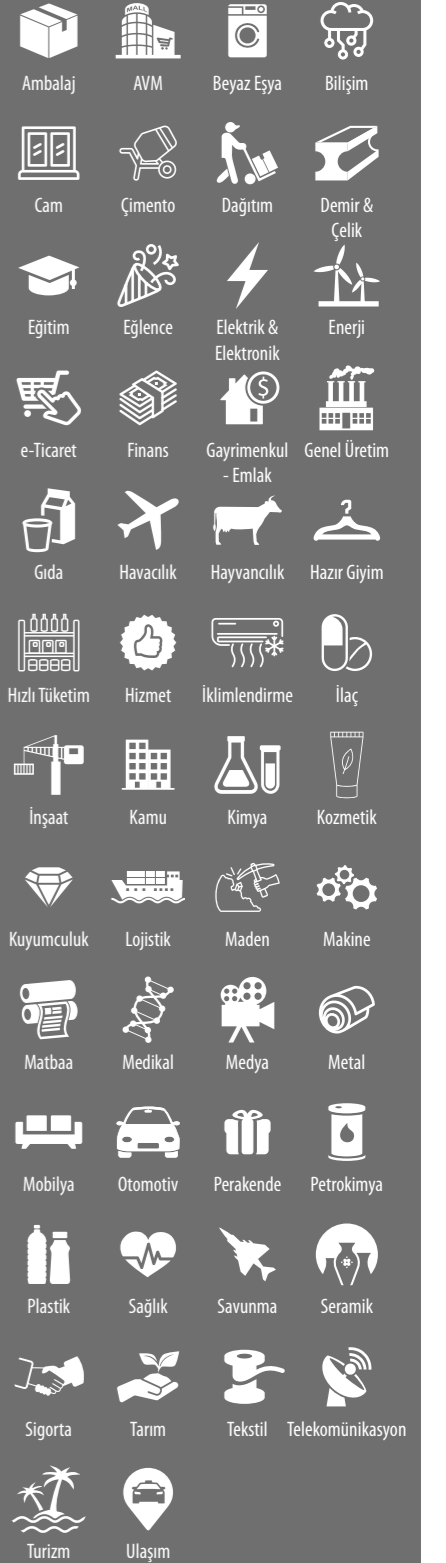 MALL
Ambalaj
AVM
Beyaz Eşya
Bilişim
Cam
Çimento
Dağıtım
Demir &
Çelik
Eğitim
Eğlence
Elektrik &
Elektronik
Enerji
e-Ticaret
Finans
Gayrimenkul
- Emlak
Genel Üretim
Gıda
Havacılık
Hayvancılık
Hazır Giyim
Hızlı Tüketim
Hizmet
İklimlendirme
İlaç
İnşaat
Kamu
Kimya
Kozmetik
Kuyumculuk
Lojistik
Maden
Makine
Matbaa
Medikal
Medya
Metal
Mobilya
Otomotiv
Perakende
Petrokimya
Plastik
Sağlık
Savunma
Seramik
Sigorta
Tarım
Tekstil
Telekomünikasyon
Turizm
Ulaşım